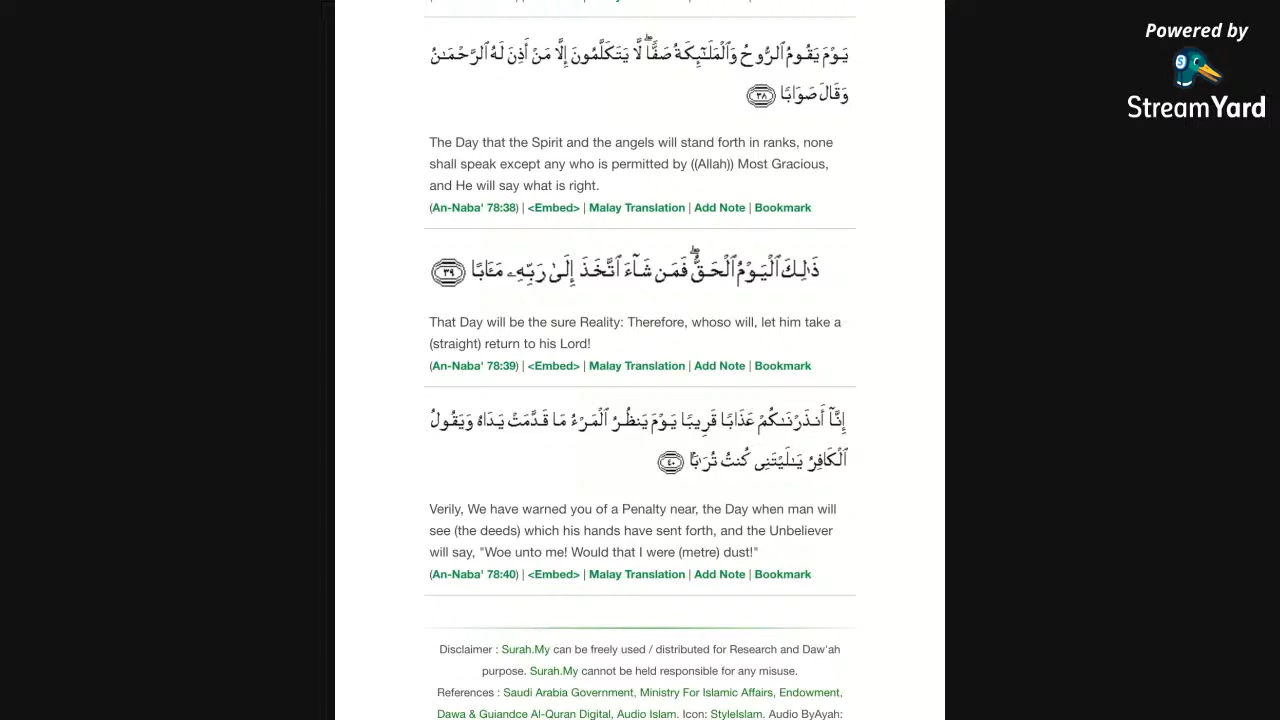 Powered by
StreamYard
يَوْمَ يَقُومُ ٱلرُّوحُ وَٱلْمَلَـٰٓئِكَةُ صَفًّا ۖ لَّا يَتَكَلَّمُونَ إِلَّا مَنْ أَذِنَ لَهُ ٱلرَّحْمَـٰنُ
وَقَالَ صَوَابًا ٣٨
The Day that the Spirit and the angels will stand forth in ranks, none
shall speak except any who is permitted by ((Allah)) Most Gracious,
and He will say what is right.
(An-Naba' 78:38) | <Embed> | Malay Translation | Add Note | Bookmark
ذَٰلِكَ ٱلْيَوْمُ ٱلْحَقُّ ۖ فَمَن شَآءَ ٱتَّخَذَ إِلَىٰ رَبِّهِۦ مَـَٔابًا ٣٩
That Day will be the sure Reality: Therefore, whoso will, let him take a
(straight) return to his Lord!
(An-Naba' 78:39) | <Embed> | Malay Translation | Add Note | Bookmark
إِنَّآ أَنذَرْنَـٰكُمْ عَذَابًا قَرِيبًا يَوْمَ يَنظُرُ ٱلْمَرْءُ مَا قَدَّمَتْ يَدَاهُ وَيَقُولُ
ٱلْكَافِرُ يَـٰلَيْتَنِى كُنتُ تُرَٰبًۢا ٤٠
Verily, We have warned you of a Penalty near, the Day when man will
see (the deeds) which his hands have sent forth, and the Unbeliever
will say, "Woe unto me! Would that I were (metre) dust!"
(An-Naba' 78:40) | <Embed> | Malay Translation | Add Note | Bookmark
Disclaimer : Surah.My can be freely used / distributed for Research and Daw'ah
purpose. Surah.My cannot be held responsible for any misuse.
References : Saudi Arabia Government, Ministry For Islamic Affairs, Endowment,
Dawa & Guiandce Al-Quran Digital, Audio Islam. Icon: StyleIslam. Audio ByAyah: